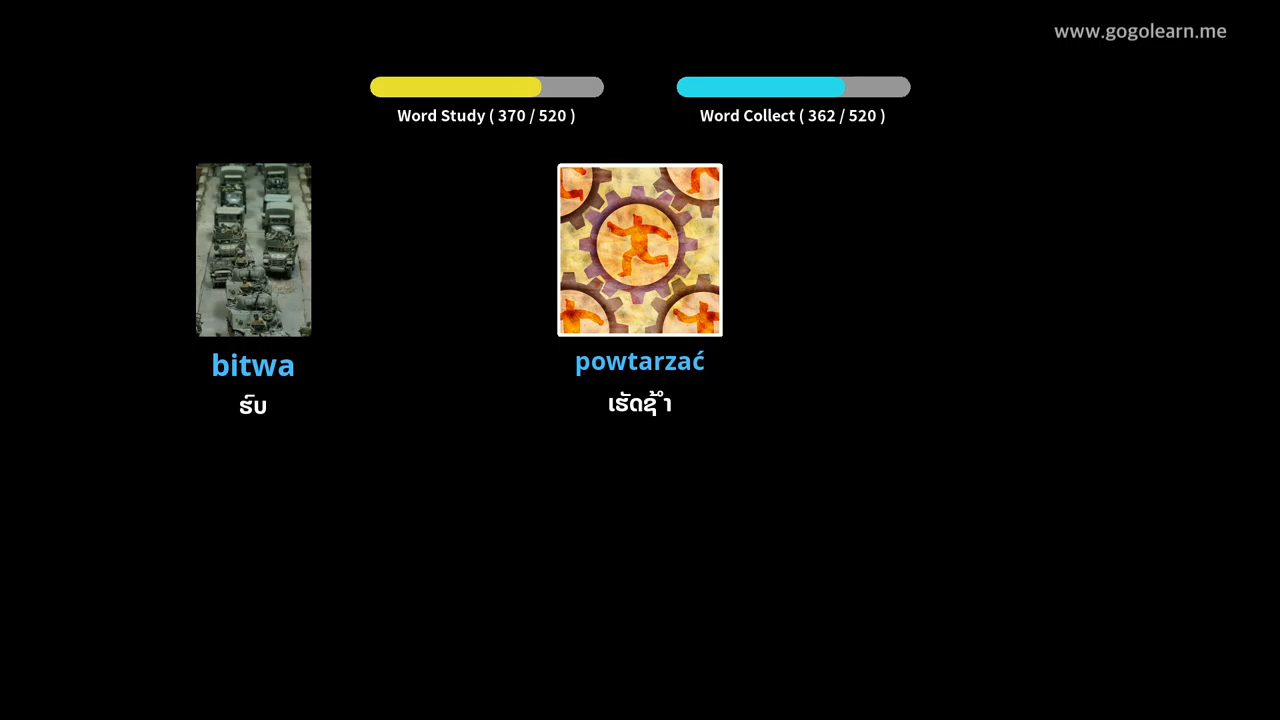 www.gogolearn.me
Word Study ( 370 / 520 )
Word Collect ( 362 / 520 )
bitwa
ຮົບ
powtarzać
ເຮັດຊ້ຳ